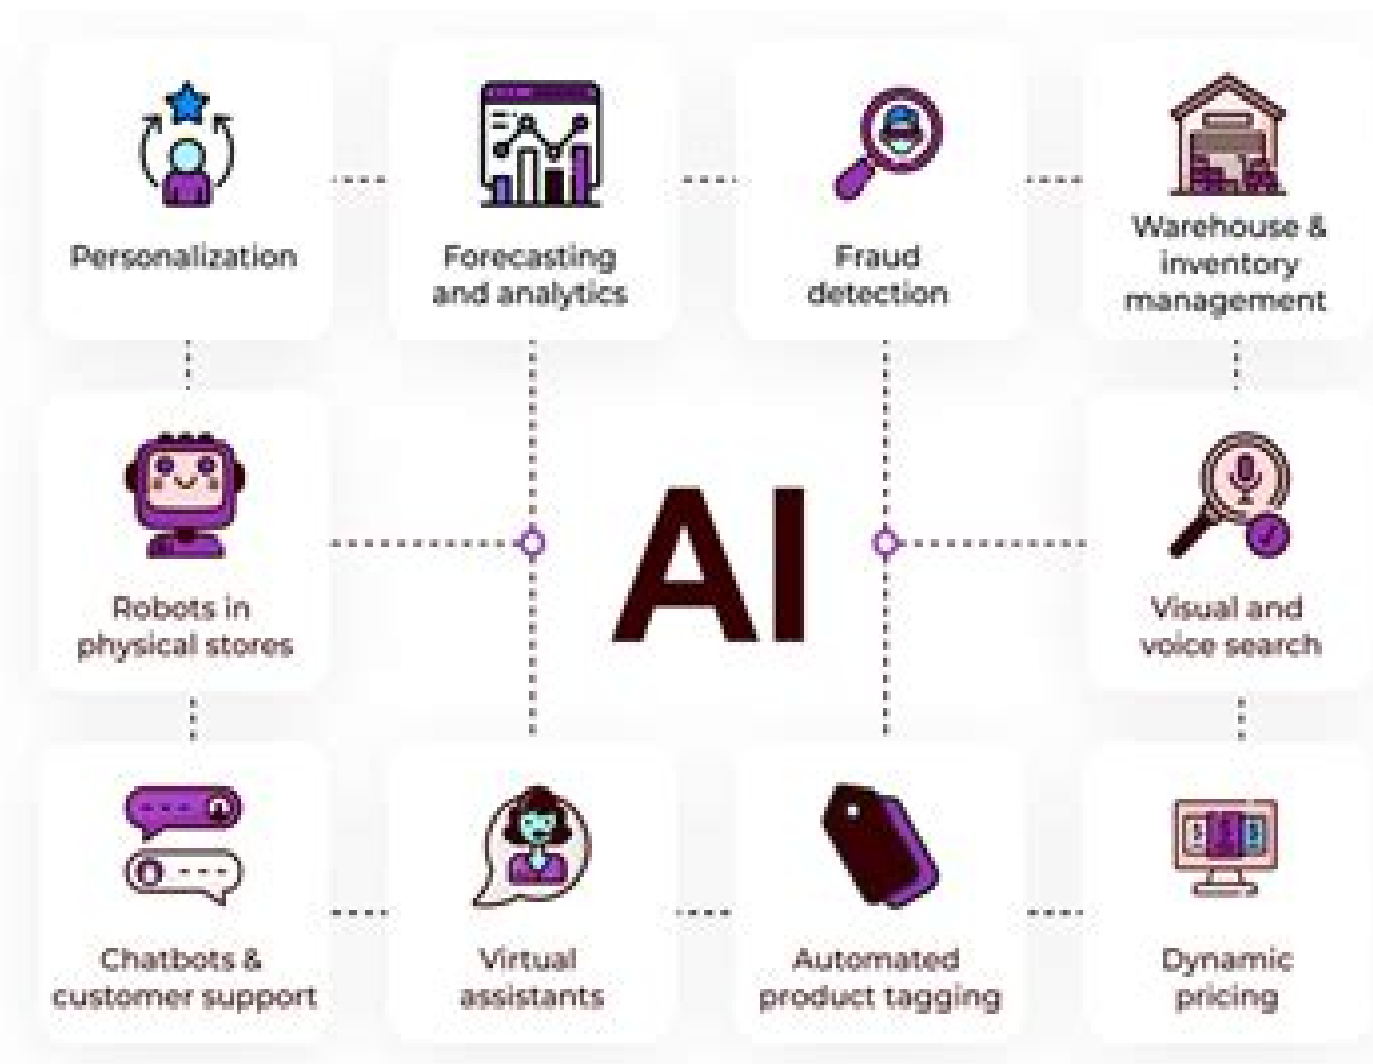 Personalization
Forecasting
and analytics
Fraud
detection
Warehouse &
inventory
management
Robots in
physical stores
AI
Visual and
voice search
Chatbots &
customer support
Virtual
assistants
Automated
product tagging
Dynamic
pricing